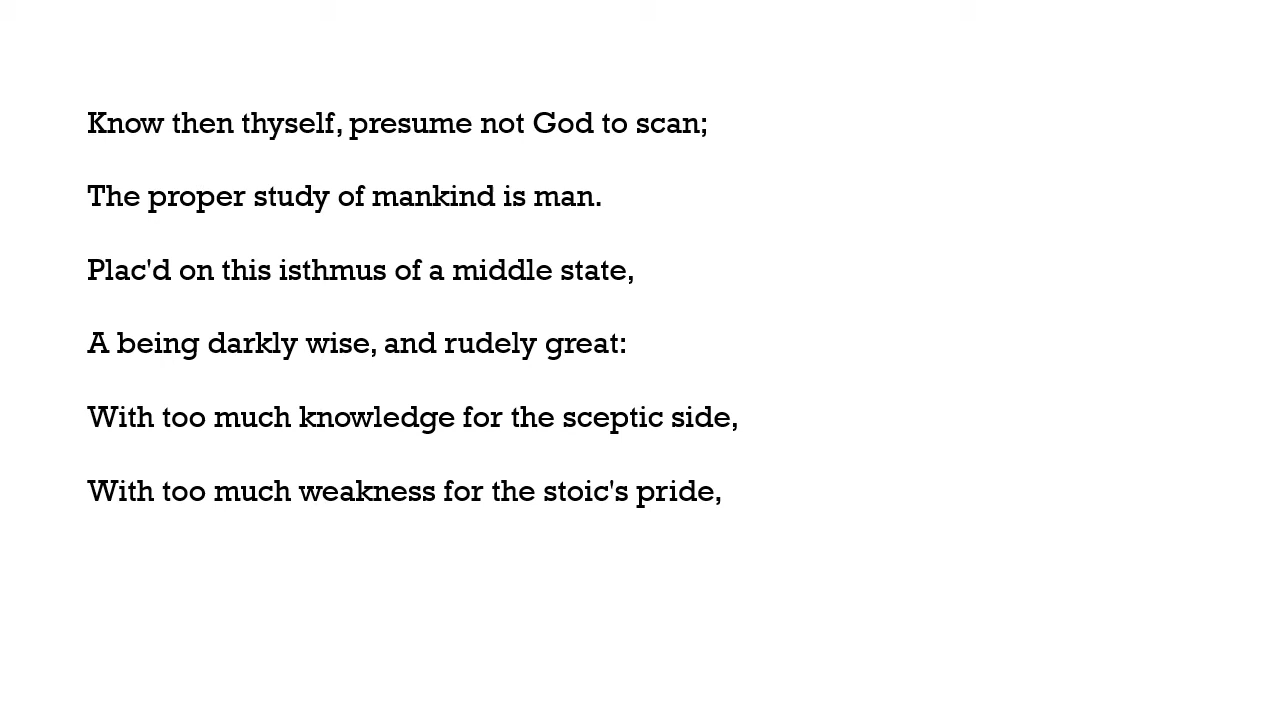 Know then thyself, presume not God to scan;
The proper study of mankind is man.
Plac'd on this isthmus of a middle state,
A being darkly wise, and rudely great:
With too much knowledge for the sceptic side,
With too much weakness for the stoic's pride,